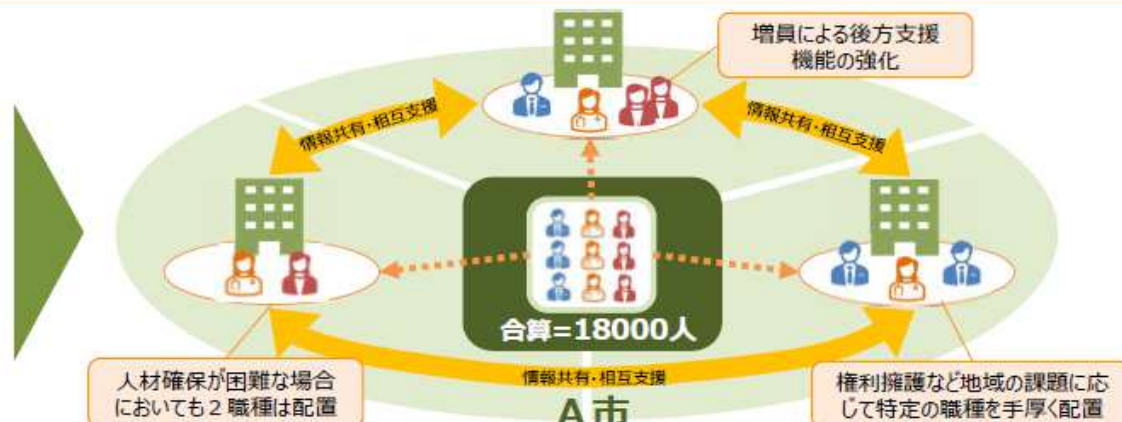 増員による後方支援
機能の強化
情報共有・相互支援
情報共有・相互支援
合算=18000人
人材確保が困難な場合
においても2職種は配置
情報共有・相互支援
権利擁護など地域の課題に応
じて特定の職種を手厚く配置
A市